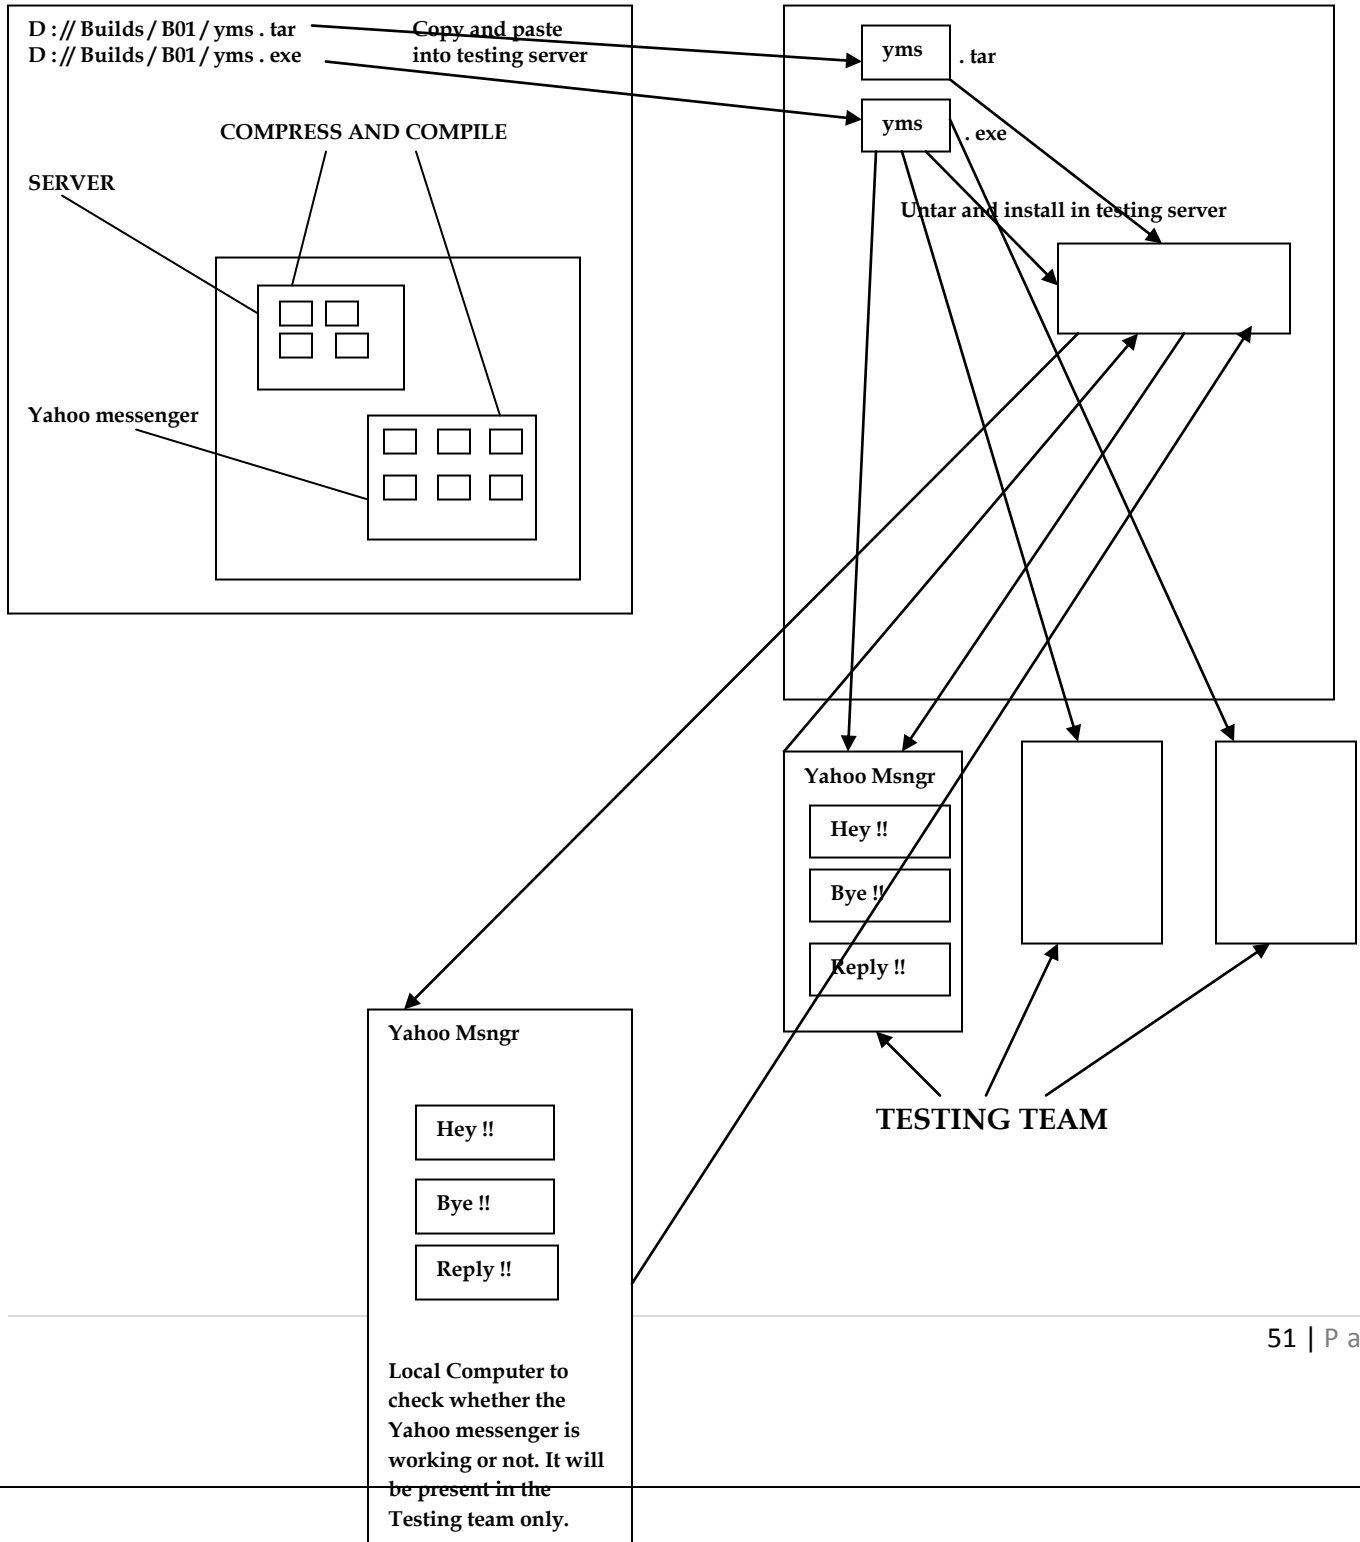 D : // Builds / B01 / yms . tar
D : // Builds / B01 / yms . exe
Copy and paste
into testing server
COMPRESS AND COMPILE
SERVER
Yahoo messenger
yms
. tar
yms
. exe
Untar and install in testing server
Yahoo Msngr
Hey !!
Bye !!
Reply !!
TESTING TEAM
Yahoo Msngr
Hey !!
Bye !!
Reply !!
51 | P a
Local Computer to
check whether the
Yahoo messenger is
working or not. It will
be present in the
Testing team only.